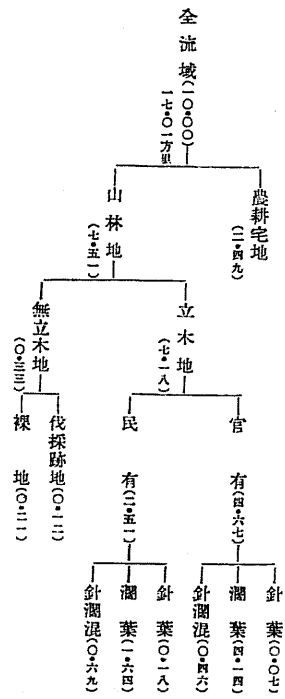 全流域(一〇・〇〇)
一七・〇一方里
農耕宅地(二・四九)
山林地(七・五一)
立木地(七・一八)
無立木地(〇・三三)
官有(四・六七)
民有(二・五一)
伐採跡地(〇・一二)
裸地(〇・二一)
針葉(〇・〇七)
濶葉(四・一四)
針濶混(〇・四六)
針葉(〇・一八)
濶葉(一・六四)
針濶混(〇・六九)